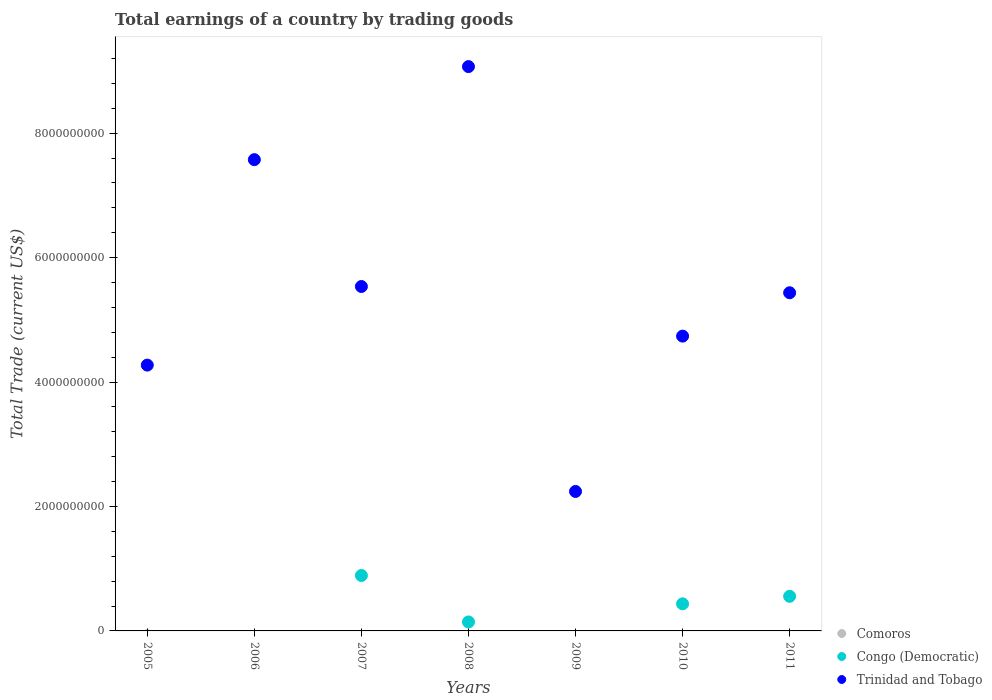 Total earnings of a country by trading goods
Total Trade (current US$)
8000000000
6000000000
4000000000
2000000000
0
2005
2006
2007
2008
2009
2010
2011
Years
Comoros
Congo (Democratic)
Trinidad and Tobago